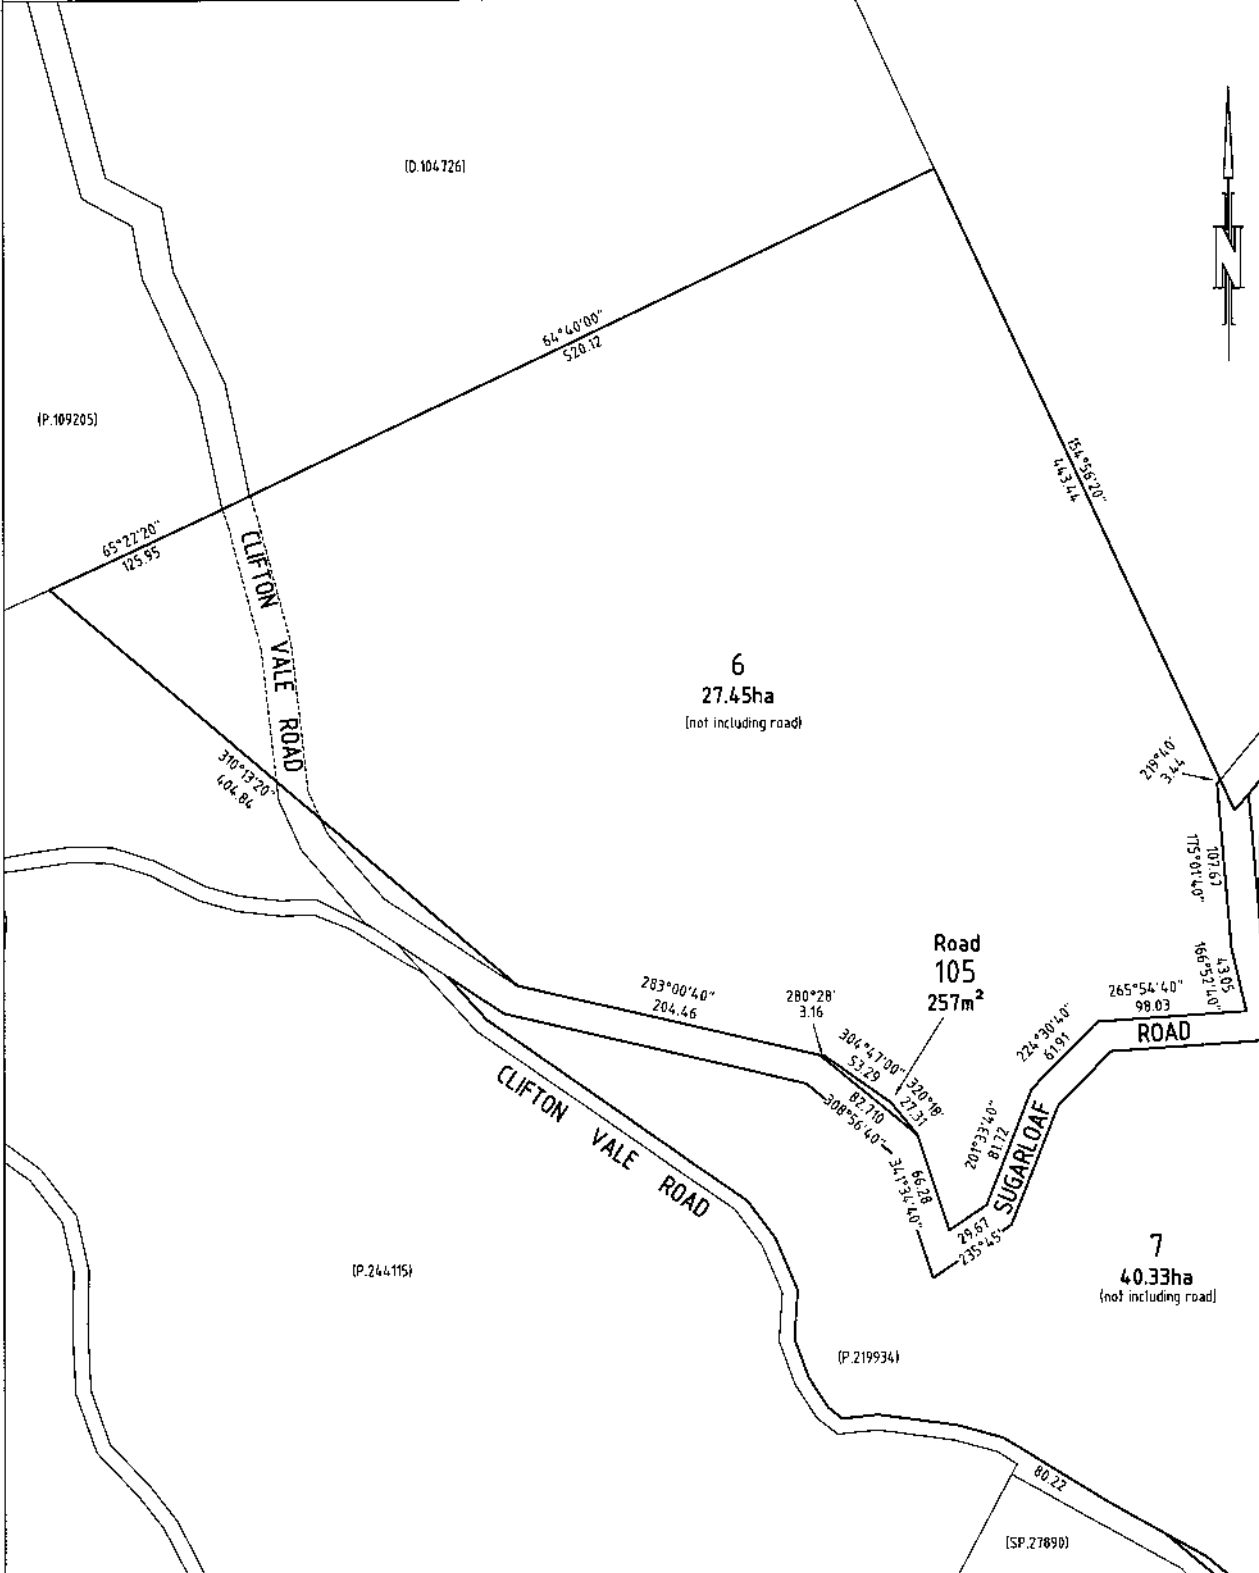 (D.104726)
N
64°40'00"
520.12
(P.109205)
154°56'20"
443.44
65°22'20"
125.95
CLIFTON VALE ROAD
6
27.45ha
(not including road)
310°13'20"
404.84
219°40'
3.44
107.67
175°01'40"
Road
105
257m²
43.05
166°52'40"
283°00'40"
204.46
280°28'
3.16
265°54'40"
98.03
ROAD
224°30'40"
61.91
304°47'00"
53.29
320°18'
27.31
82.710
308°56'40"
CLIFTON VALE ROAD
201°33'40"
81.72
SUGARLOAF
66.28
341°34'40"
29.67
235°45'
7
40.33ha
(not including road)
(P.244115)
(P.219934)
80.22
(SP.27890)